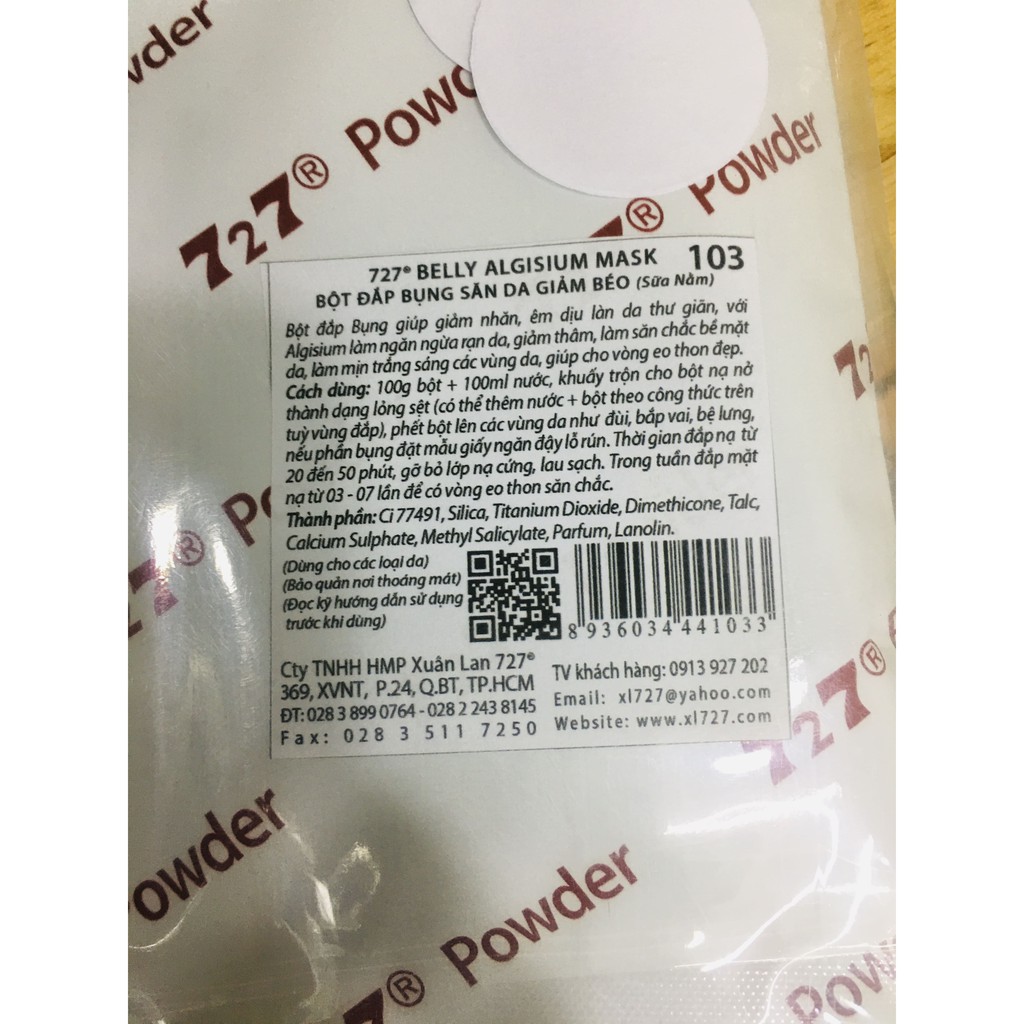 Powder
727® Powder
® Powder
727® BELLY ALGISIUM MASK 103
BỘT ĐẮP BỤNG SĂN DA GIẢM BÉO (Sữa Nằm)
Bột đắp Bụng giúp giảm nhăn, êm dịu làn da thư giãn, với
Algisium làm ngăn ngừa rạn da, giảm thâm, làm săn chắc bề mặt
da, làm mịn trắng sáng các vùng da, giúp cho vòng eo thon đẹp.
Cách dùng: 100g bột + 100ml nước, khuấy trộn cho bột nạ nở
thành dạng lỏng sệt (có thể thêm nước + bột theo công thức trên
tuỳ vùng đắp), phết bột lên các vùng da như đùi, bắp vai, bệ lưng,
nếu phần bụng đặt mẫu giấy ngăn đậy lỗ rún. Thời gian đắp nạ từ
20 đến 50 phút, gỡ bỏ lớp nạ cứng, lau sạch. Trong tuần đắp mặt
nạ từ 03 - 07 lần để có vòng eo thon săn chắc.
Thành phần: Ci 77491, Silica, Titanium Dioxide, Dimethicone, Talc,
Calcium Sulphate, Methyl Salicylate, Parfum, Lanolin.
(Dùng cho các loại da)
(Bảo quản nơi thoáng mát)
(Đọc kỹ hướng dẫn sử dụng
trước khi dùng)
8 936034 441033
Cty TNHH HMP Xuân Lan 727®
369, XVNT, P.24, Q.BT, TP.HCM
ĐT: 028 3 899 0764 - 028 2 243 8145
Fax: 028 3 511 7250
TV khách hàng: 0913 927 202
Email: xl727@yahoo.com
Website: www.xl727.com
727®
Powder
727® Powder
Powder